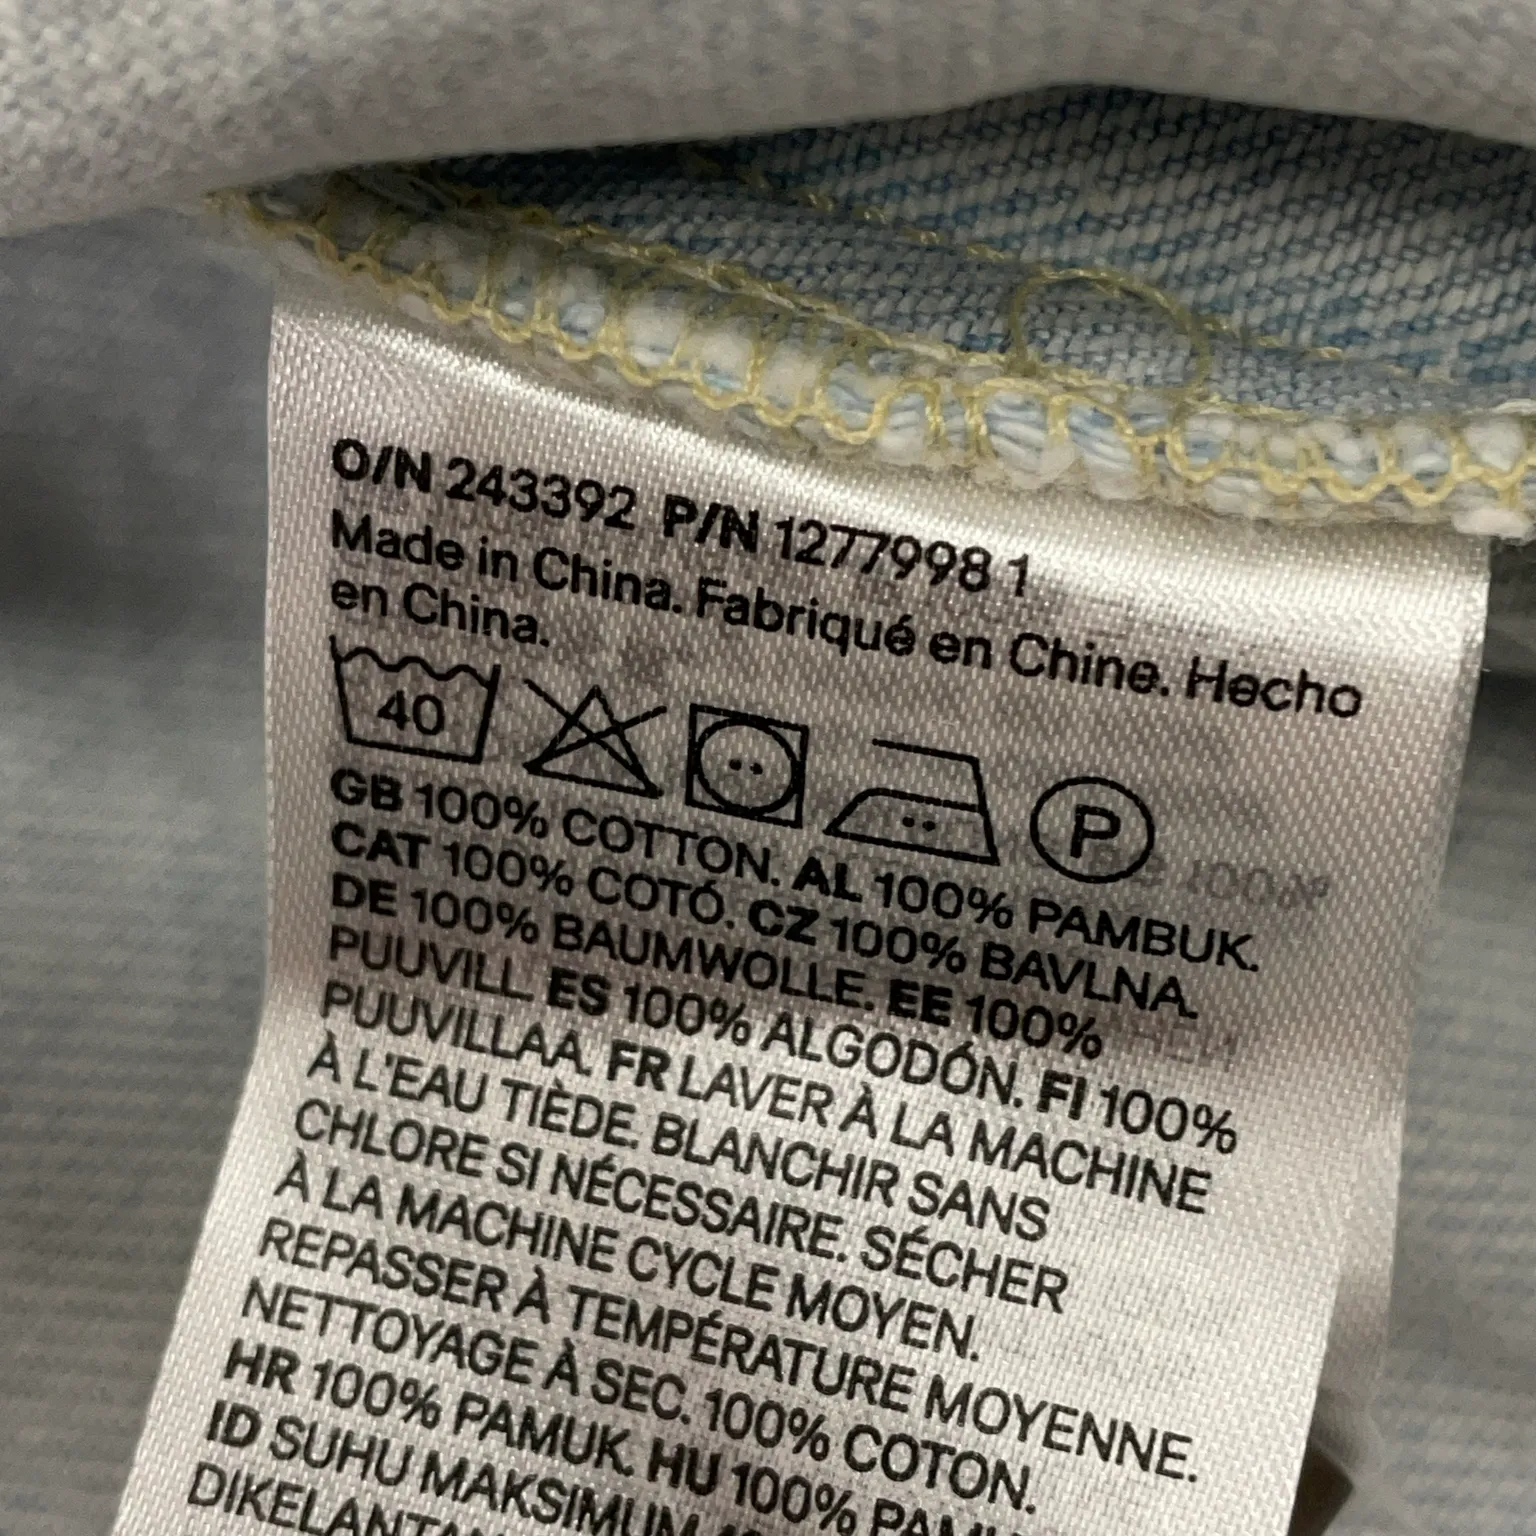 O/N 243392 P/N 1277998 1
Made in China. Fabriqué en Chine. Hecho
en China.
40
P
GB 100% COTTON. AL 100% PAMBUK.
CAT 100% COTÓ. CZ 100% BAVLNA.
DE 100% BAUMWOLLE. EE 100%
PUUVILL. ES 100% ALGODÓN. FI 100%
PUUVILLAA. FR LAVER À LA MACHINE
À L'EAU TIÈDE. BLANCHIR SANS
CHLORE SI NÉCESSAIRE. SÉCHER
À LA MACHINE CYCLE MOYEN.
REPASSER À TEMPÉRATURE MOYENNE.
NETTOYAGE À SEC. 100% COTON.
HR 100% PAMUK. HU 100%
ID SUHU MAKSIMUM